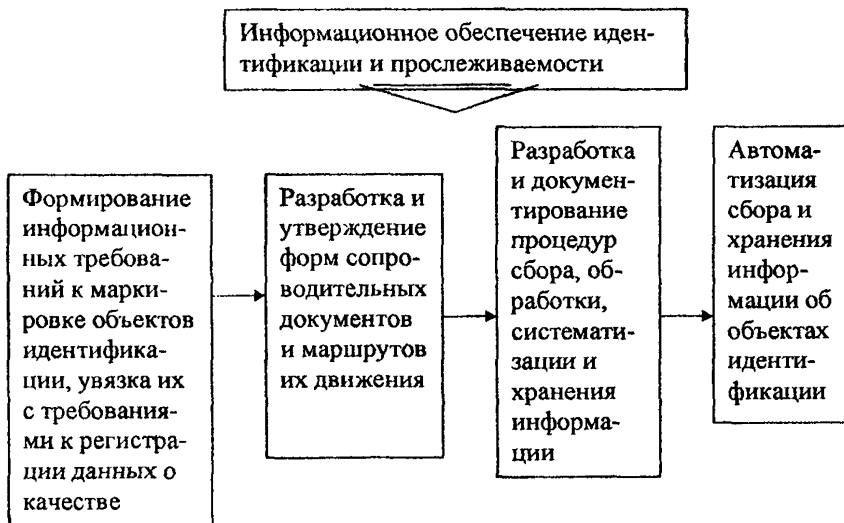 Информационное обеспечение иден-
тификации и прослеживаемости
Формирование
информацион-
ных требова-
ний к марки-
ровке объектов
идентифика-
ции, увязка их
с требования-
ми к регистра-
ции данных о
качестве
Разработка и
утверждение
форм сопро-
водительных
документов
и маршрутов
их движения
Разработка
и докумен-
тирование
процедур
сбора, об-
работки,
системати-
зации и
хранения
информа-
ции
Автома-
тизация
сбора и
хранения
инфор-
мации об
объектах
иденти-
фикации